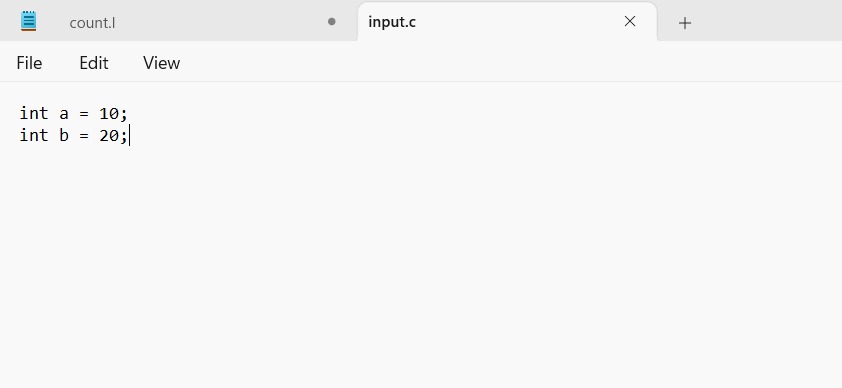 count.l
input.c
File Edit View
int a = 10;
int b = 20;